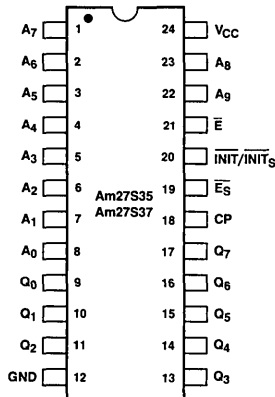 A7 1 24 VCC
A6 2 23 A8
A5 3 22 A9
A4 4 21 E̅
A3 5 20 I̅N̅I̅T̅/I̅N̅I̅T̅S
A2 6 19 E̅S̅
Am27S35
Am27S37
A1 7 18 CP
A0 8 17 Q7
Q0 9 16 Q6
Q1 10 15 Q5
Q2 11 14 Q4
GND 12 13 Q3